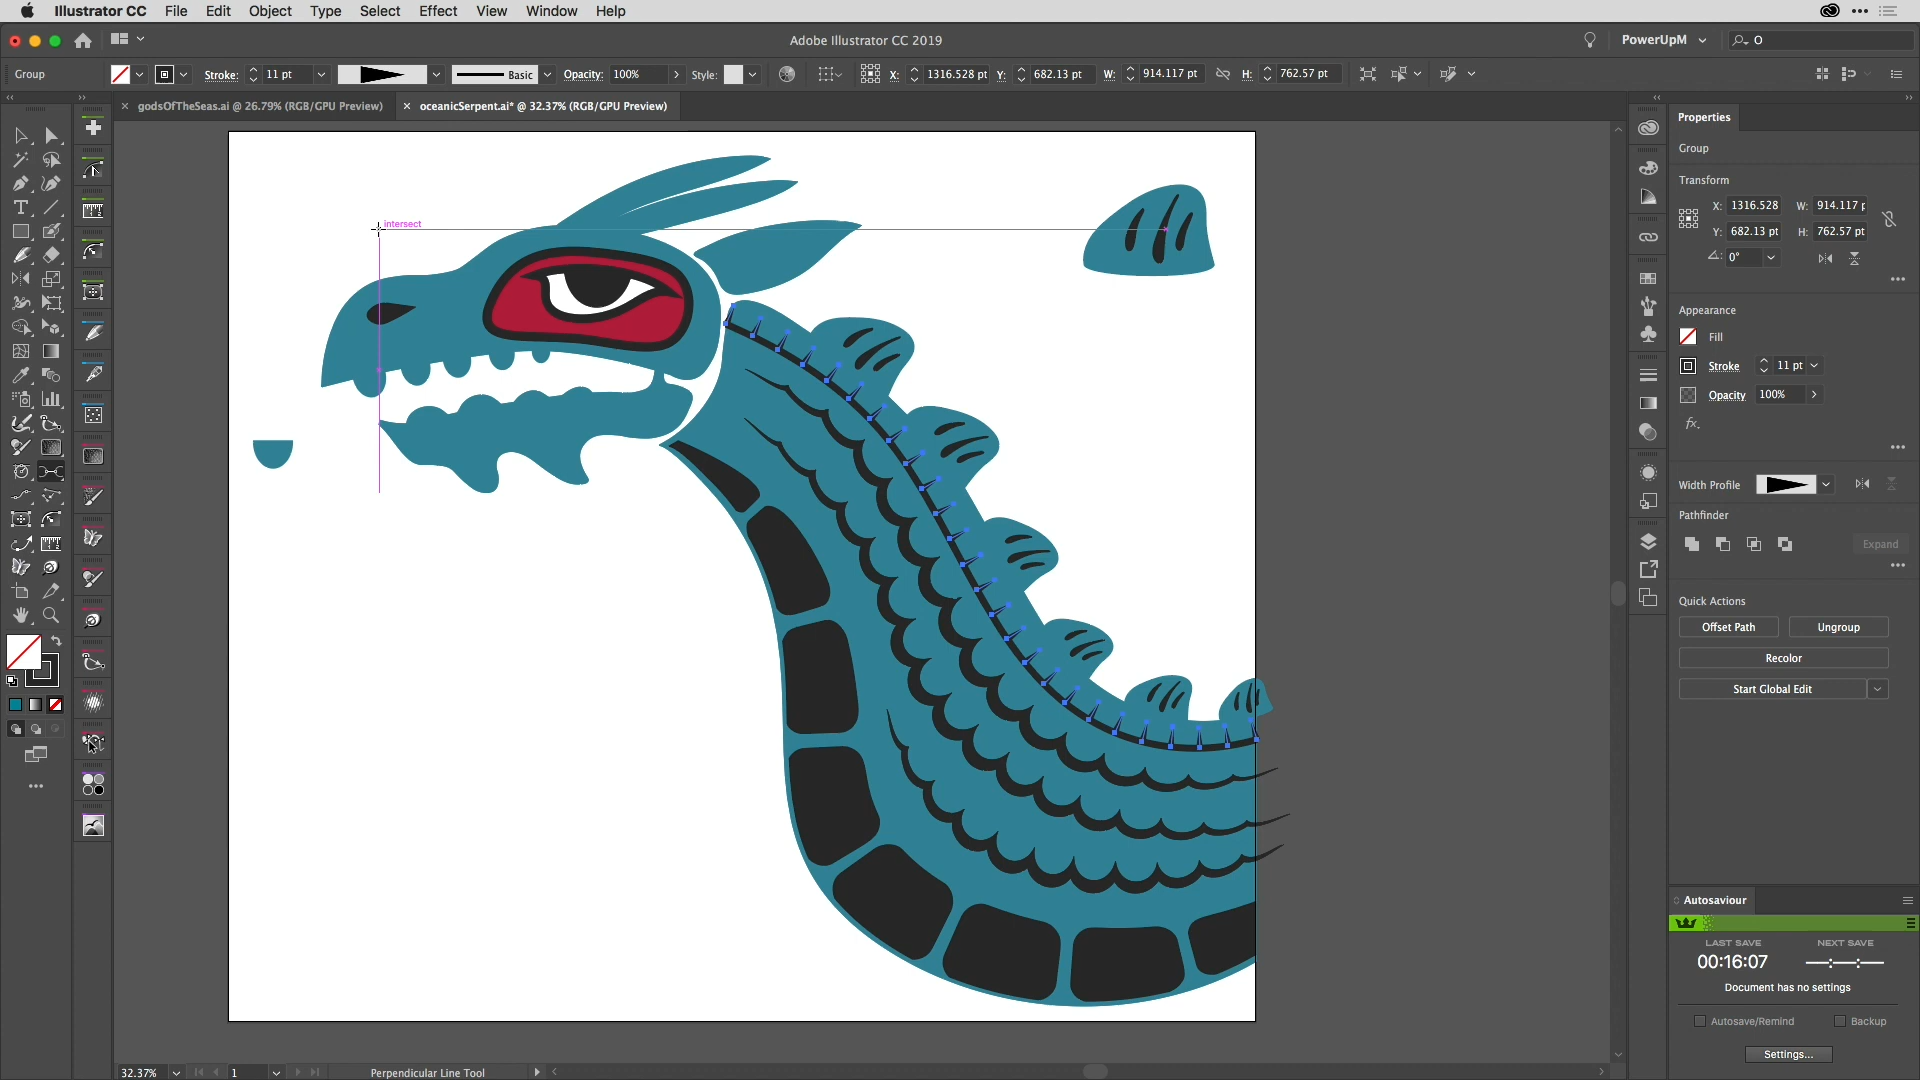 Illustrator CC File Edit Object Type Select Effect View Window Help
Adobe Illustrator CC 2019
PowerUpM
O
Group Stroke: 11 pt Basic Opacity: 100% Style: X: 1316.528 pt Y: 682.13 pt W: 914.117 pt H: 762.57 pt
× godsOfTheSeas.ai @ 26.79% (RGB/GPU Preview) × oceanicSerpent.ai* @ 32.37% (RGB/GPU Preview)
intersect
Properties
Group
Transform
X: 1316.528 W: 914.117 p
Y: 682.13 pt H: 762.57 pt
0°
Appearance
Fill
Stroke 11 pt
Opacity 100%
fx.
Width Profile
Pathfinder
Expand
Quick Actions
Offset Path Ungroup
Recolor
Start Global Edit
Autosaviour
LAST SAVE NEXT SAVE
00:16:07
Document has no settings
Autosave/Remind Backup
Settings...
32.37% 1 Perpendicular Line Tool